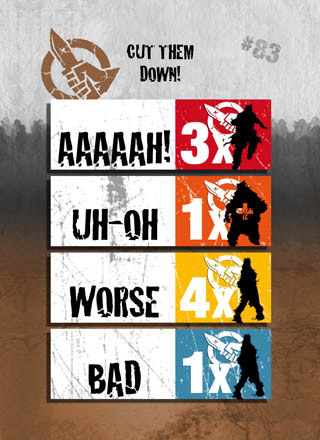 CUT THEM
DOWN!
#83
AAAAAH! 3x
UH-OH 1x
WORSE 4x
BAD 1x